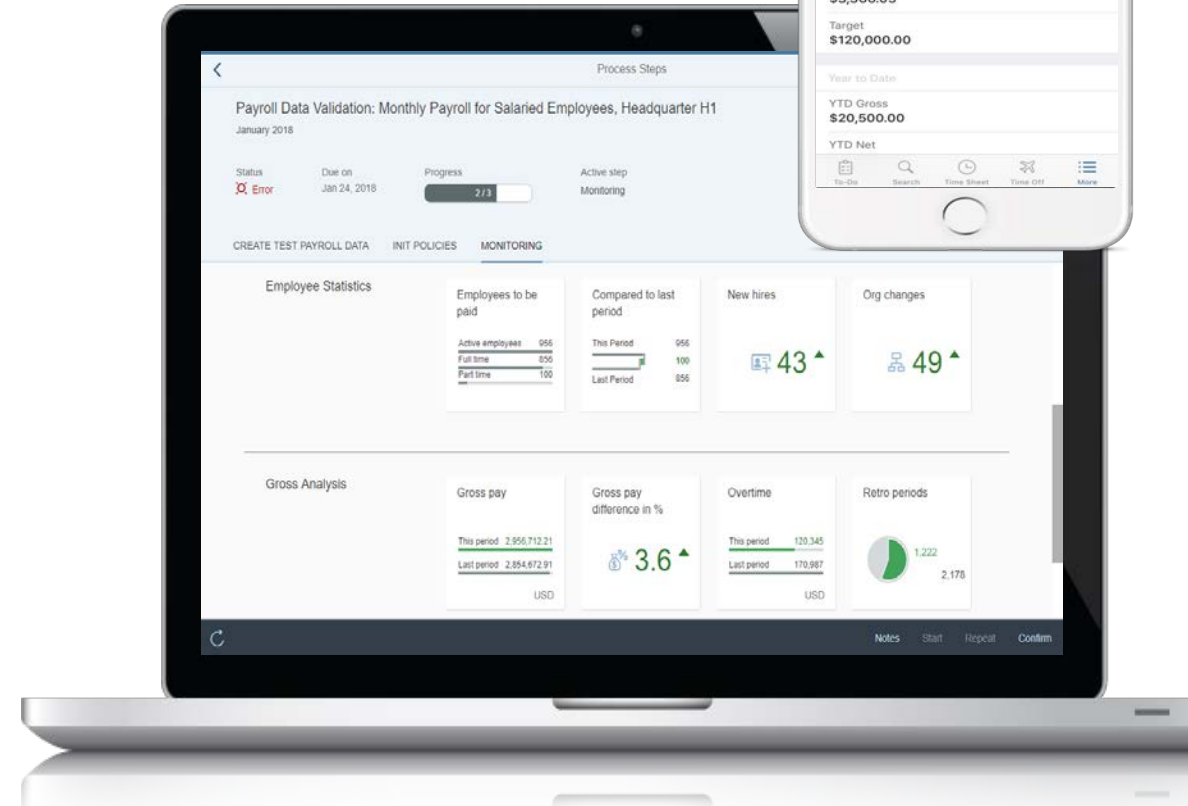 Target
$120,000.00
Year to Date
YTD Gross
$20,500.00
YTD Net
To-Do Search Time Sheet Time Off More
Process Steps
Payroll Data Validation: Monthly Payroll for Salaried Employees, Headquarter H1
January 2018
Status Due on Progress Active step
Error Jan 24, 2018 2/3 Monitoring
CREATE TEST PAYROLL DATA INIT POLICIES MONITORING
Employee Statistics
Employees to be
paid
Active employees 956
Full time 856
Part time 100
Compared to last
period
This Period 956
100
Last Period 856
New hires
43
Org changes
49
Gross Analysis
Gross pay
This period 2,956,712.21
Last period 2,854,672.91
USD
Gross pay
difference in %
3.6
Overtime
This period 120,345
Last period 170,987
USD
Retro periods
1,222
2,178
Notes Start Repeat Confirm